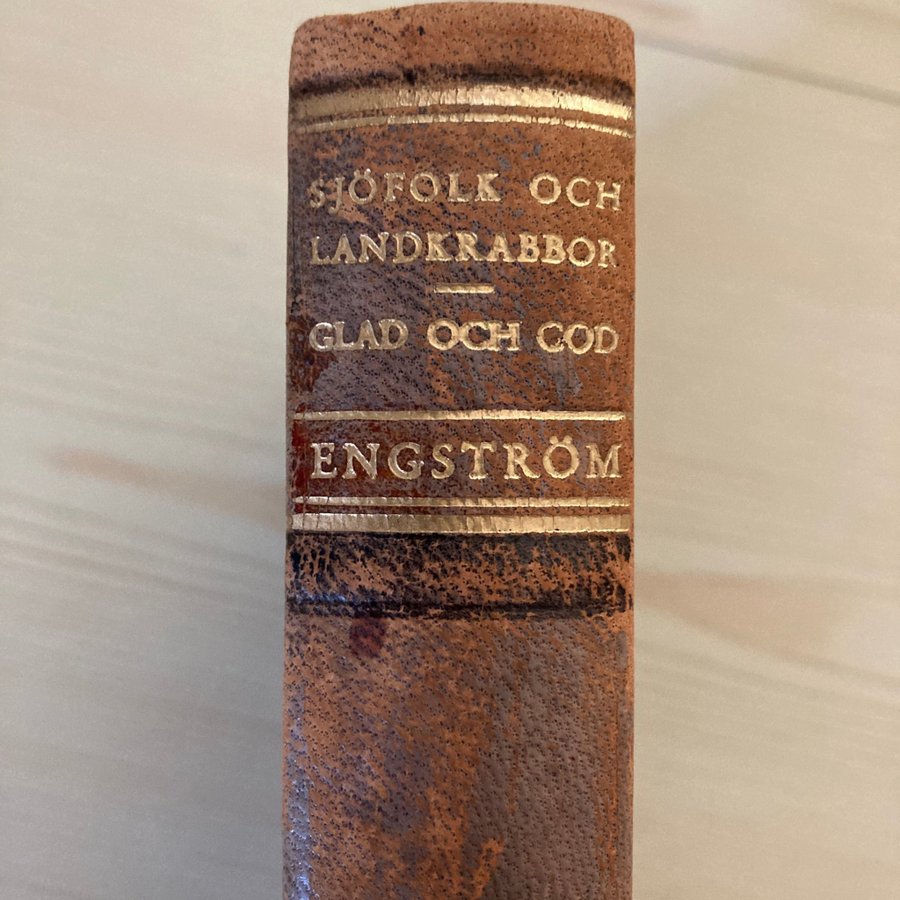 SJÖFOLK OCH
LANDKRABBOR
GLAD OCH GOD
ENGSTRÖM